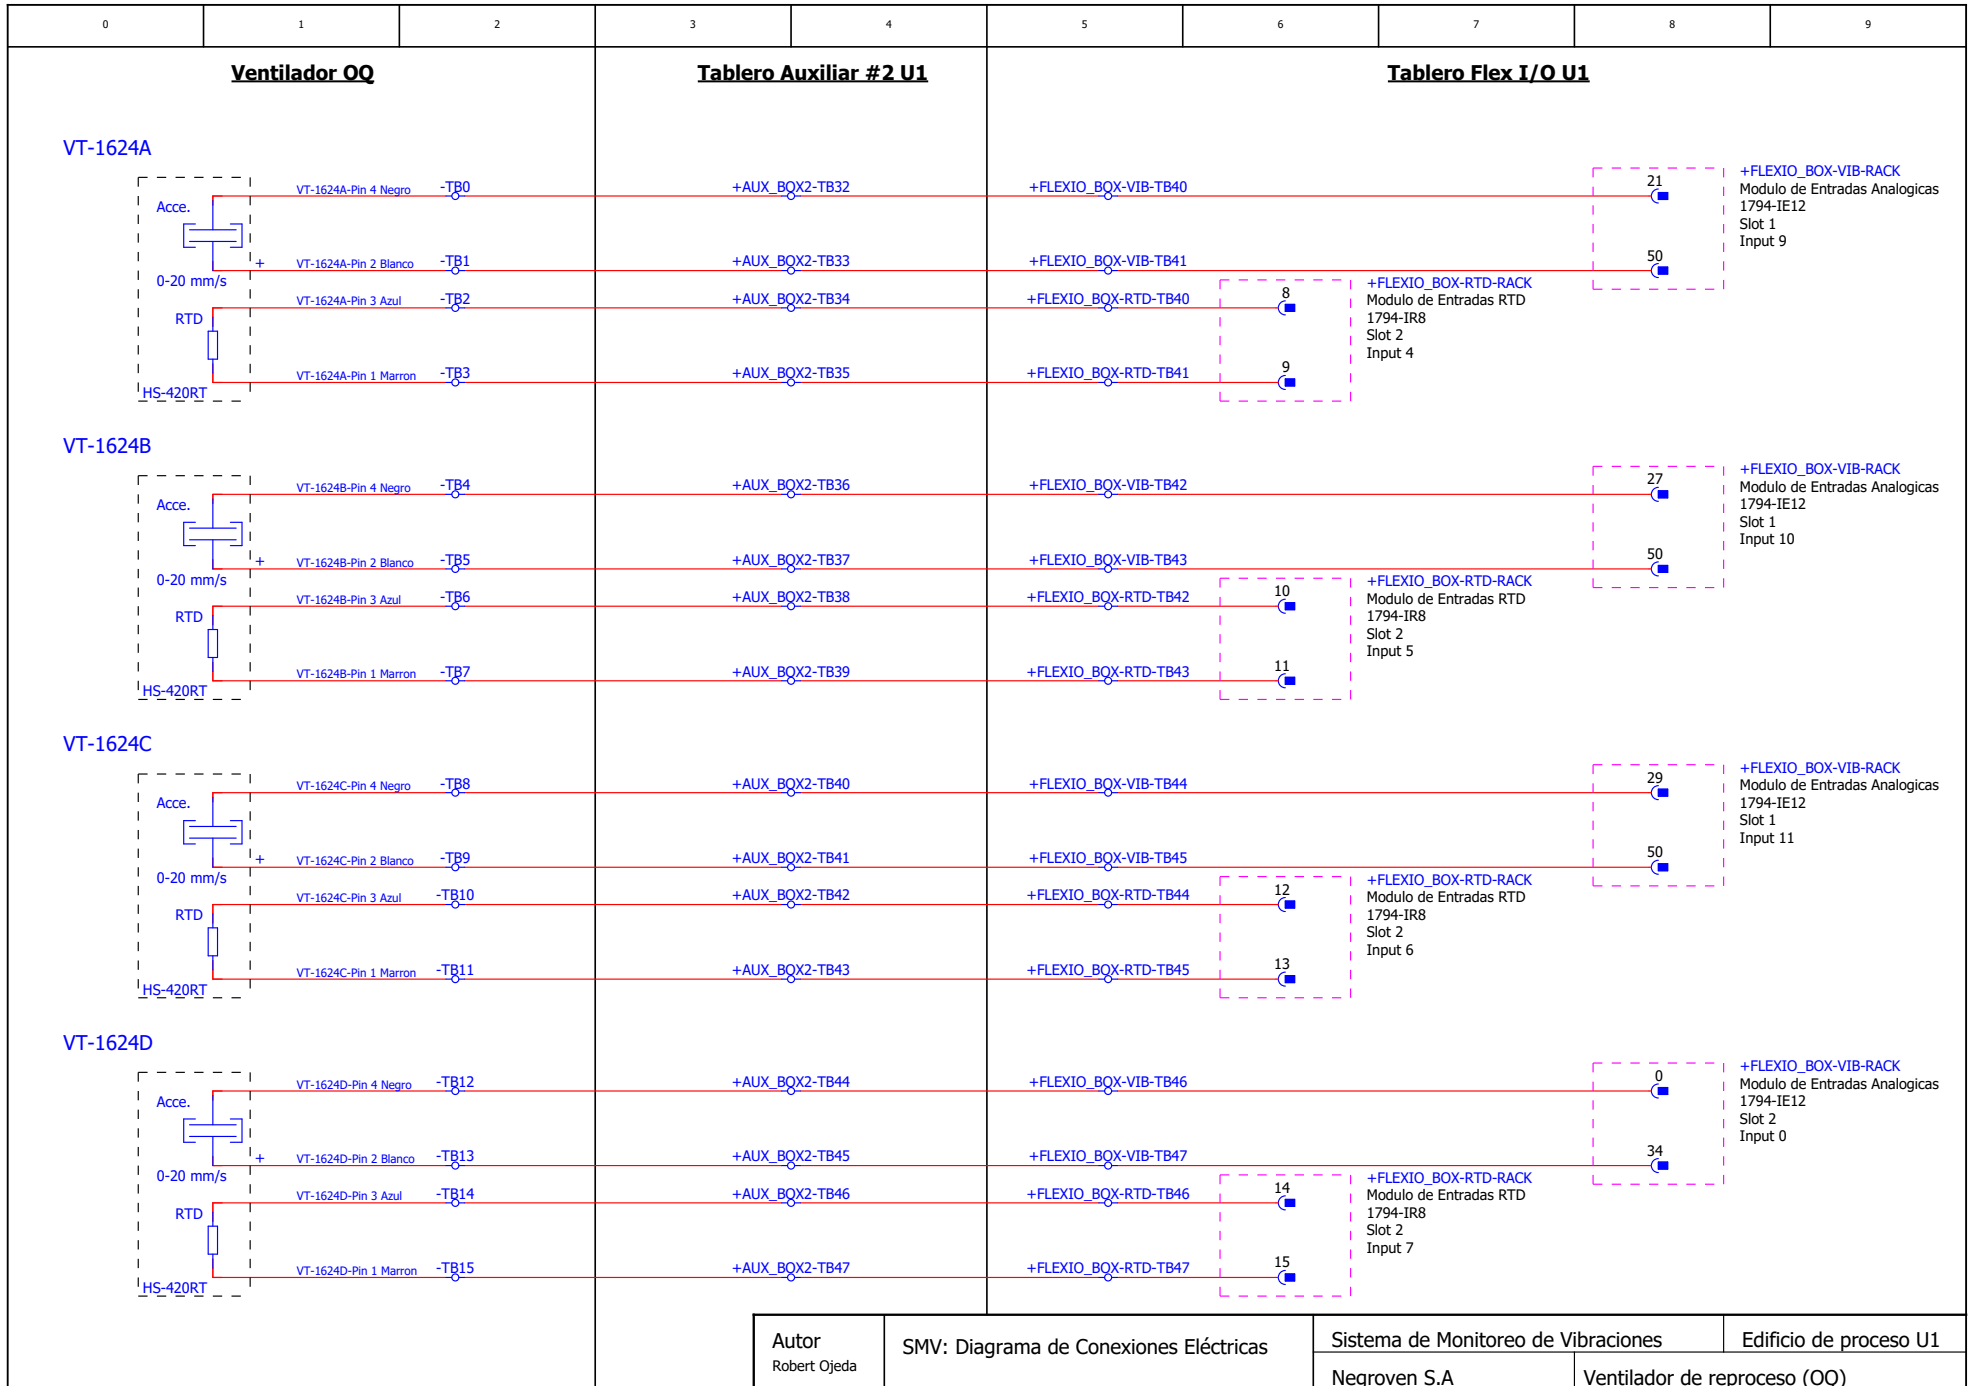 0 1 2 3 4 5 6 7 8 9
Ventilador OQ
Tablero Auxiliar #2 U1
Tablero Flex I/O U1
VT-1624A
Acce.
+
0-20 mm/s
RTD
HS-420RT
VT-1624A-Pin 4 Negro -TB0 +AUX_BOX2-TB32 +FLEXIO_BOX-VIB-TB40 21
VT-1624A-Pin 2 Blanco -TB1 +AUX_BOX2-TB33 +FLEXIO_BOX-VIB-TB41 50
VT-1624A-Pin 3 Azul -TB2 +AUX_BOX2-TB34 +FLEXIO_BOX-RTD-TB40 8
VT-1624A-Pin 1 Marron -TB3 +AUX_BOX2-TB35 +FLEXIO_BOX-RTD-TB41 9
+FLEXIO_BOX-VIB-RACK
Modulo de Entradas Analogicas
1794-IE12
Slot 1
Input 9
+FLEXIO_BOX-RTD-RACK
Modulo de Entradas RTD
1794-IR8
Slot 2
Input 4
VT-1624B
Acce.
+
0-20 mm/s
RTD
HS-420RT
VT-1624B-Pin 4 Negro -TB4 +AUX_BOX2-TB36 +FLEXIO_BOX-VIB-TB42 27
VT-1624B-Pin 2 Blanco -TB5 +AUX_BOX2-TB37 +FLEXIO_BOX-VIB-TB43 50
VT-1624B-Pin 3 Azul -TB6 +AUX_BOX2-TB38 +FLEXIO_BOX-RTD-TB42 10
VT-1624B-Pin 1 Marron -TB7 +AUX_BOX2-TB39 +FLEXIO_BOX-RTD-TB43 11
+FLEXIO_BOX-VIB-RACK
Modulo de Entradas Analogicas
1794-IE12
Slot 1
Input 10
+FLEXIO_BOX-RTD-RACK
Modulo de Entradas RTD
1794-IR8
Slot 2
Input 5
VT-1624C
Acce.
+
0-20 mm/s
RTD
HS-420RT
VT-1624C-Pin 4 Negro -TB8 +AUX_BOX2-TB40 +FLEXIO_BOX-VIB-TB44 29
VT-1624C-Pin 2 Blanco -TB9 +AUX_BOX2-TB41 +FLEXIO_BOX-VIB-TB45 50
VT-1624C-Pin 3 Azul -TB10 +AUX_BOX2-TB42 +FLEXIO_BOX-RTD-TB44 12
VT-1624C-Pin 1 Marron -TB11 +AUX_BOX2-TB43 +FLEXIO_BOX-RTD-TB45 13
+FLEXIO_BOX-VIB-RACK
Modulo de Entradas Analogicas
1794-IE12
Slot 1
Input 11
+FLEXIO_BOX-RTD-RACK
Modulo de Entradas RTD
1794-IR8
Slot 2
Input 6
VT-1624D
Acce.
+
0-20 mm/s
RTD
HS-420RT
VT-1624D-Pin 4 Negro -TB12 +AUX_BOX2-TB44 +FLEXIO_BOX-VIB-TB46 0
VT-1624D-Pin 2 Blanco -TB13 +AUX_BOX2-TB45 +FLEXIO_BOX-VIB-TB47 34
VT-1624D-Pin 3 Azul -TB14 +AUX_BOX2-TB46 +FLEXIO_BOX-RTD-TB46 14
VT-1624D-Pin 1 Marron -TB15 +AUX_BOX2-TB47 +FLEXIO_BOX-RTD-TB47 15
+FLEXIO_BOX-VIB-RACK
Modulo de Entradas Analogicas
1794-IE12
Slot 2
Input 0
+FLEXIO_BOX-RTD-RACK
Modulo de Entradas RTD
1794-IR8
Slot 2
Input 7
Autor
Robert Ojeda
SMV: Diagrama de Conexiones Eléctricas
Sistema de Monitoreo de Vibraciones
Edificio de proceso U1
Negroven S.A
Ventilador de reproceso (OQ)